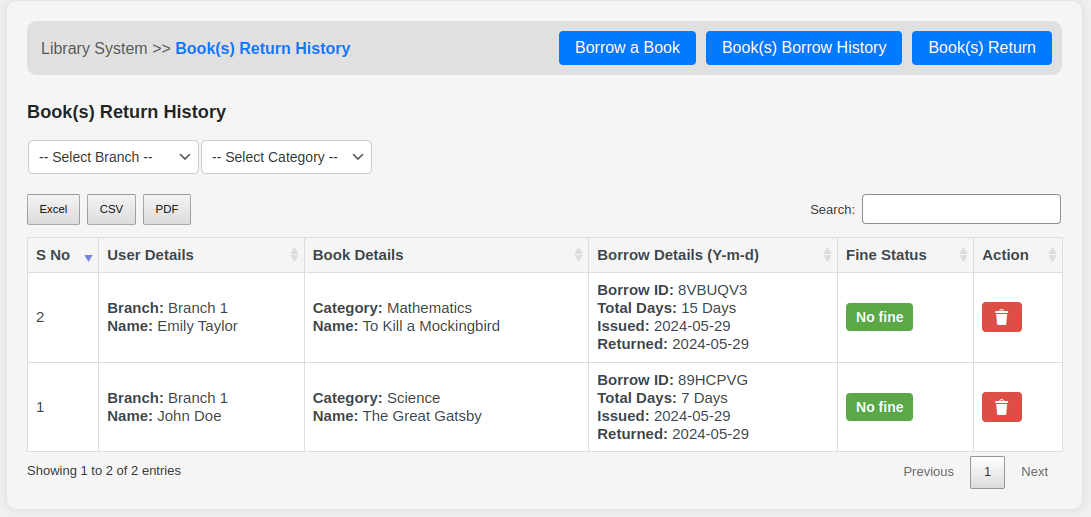 Library System >> Book(s) Return History
Borrow a Book
Book(s) Borrow History
Book(s) Return
Book(s) Return History
-- Select Branch --
-- Select Category --
Excel
CSV
PDF
Search:
S No
User Details
Book Details
Borrow Details (Y-m-d)
Fine Status
Action
2
Branch: Branch 1
Name: Emily Taylor
Category: Mathematics
Name: To Kill a Mockingbird
Borrow ID: 8VBUQV3
Total Days: 15 Days
Issued: 2024-05-29
Returned: 2024-05-29
No fine
1
Branch: Branch 1
Name: John Doe
Category: Science
Name: The Great Gatsby
Borrow ID: 89HCPVG
Total Days: 7 Days
Issued: 2024-05-29
Returned: 2024-05-29
No fine
Showing 1 to 2 of 2 entries
Previous
1
Next